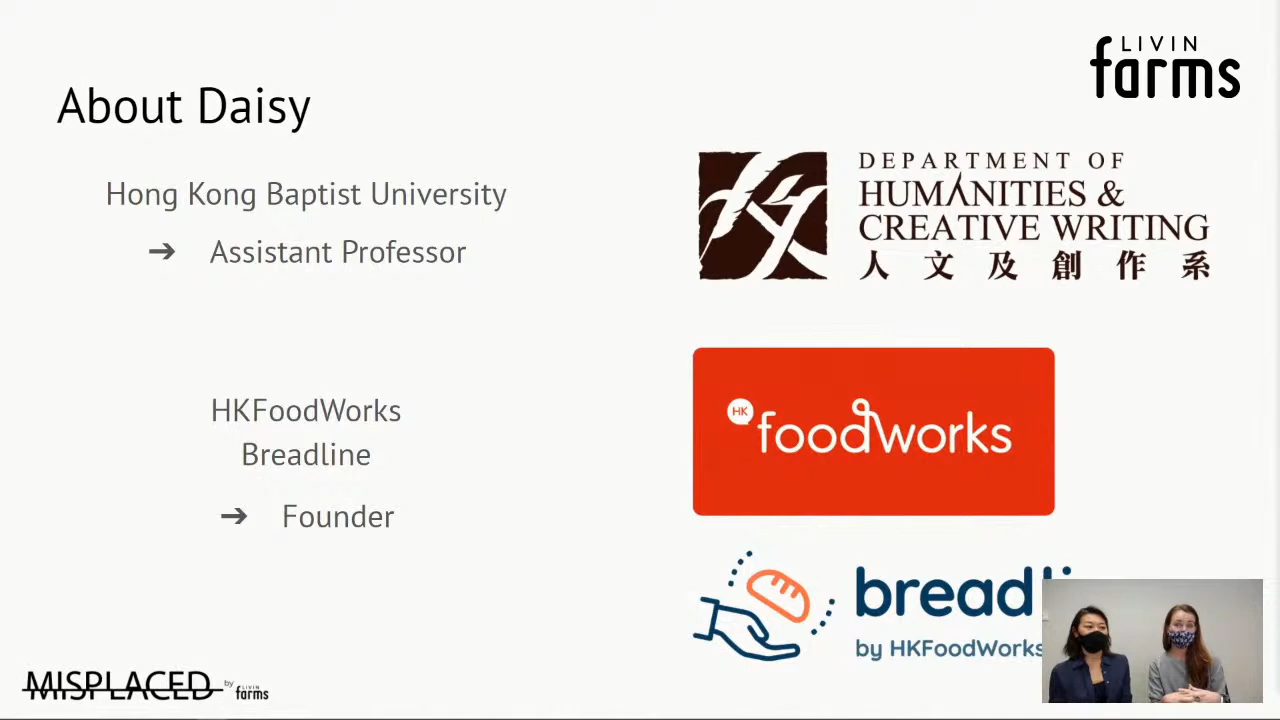 LIVIN
farms
About Daisy
Hong Kong Baptist University
➔ Assistant Professor
DEPARTMENT OF
HUMANITIES &
CREATIVE WRITING
人文及創作系
HKFoodWorks
Breadline
➔ Founder
HK
foodworks
breadli
by HKFoodWorks
MISPLACED by LIVIN farms